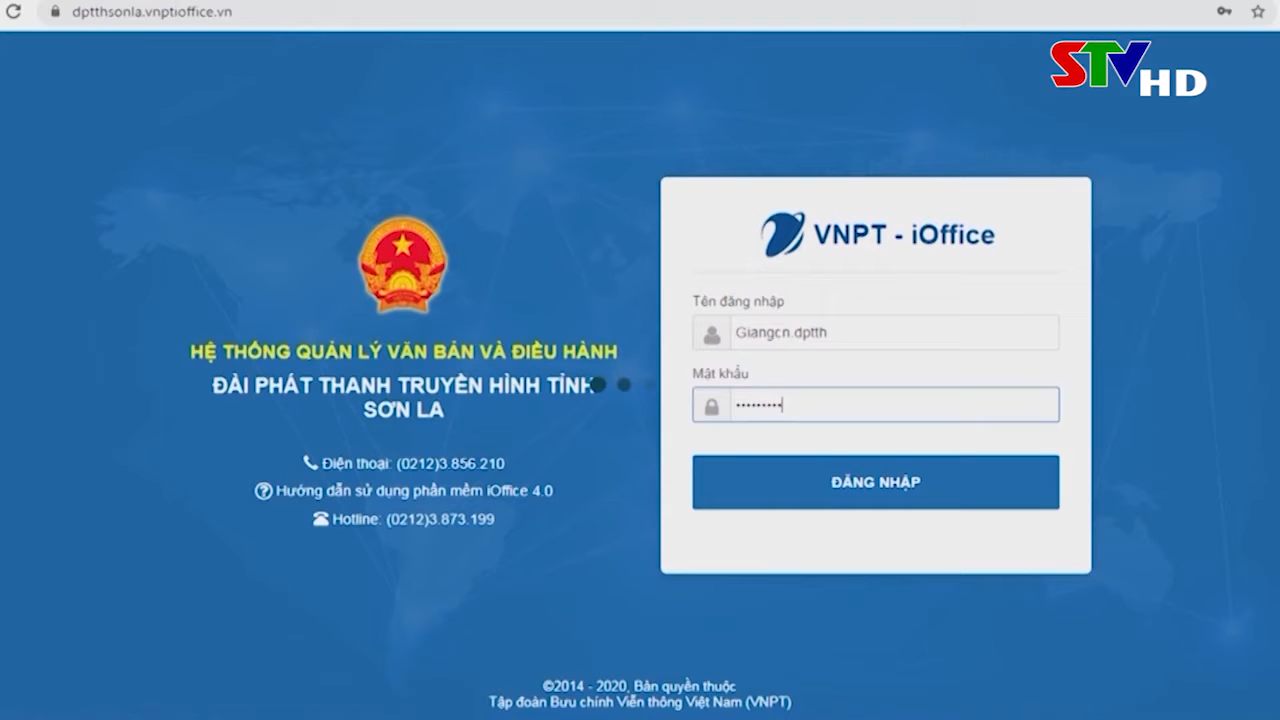 dptthsonla.vnptioffice.vn
STV HD
VNPT - iOffice
Tên đăng nhập
Giangcn.dptth
Mật khẩu
ĐĂNG NHẬP
HỆ THỐNG QUẢN LÝ VĂN BẢN VÀ ĐIỀU HÀNH
ĐÀI PHÁT THANH TRUYỀN HÌNH TỈNH
SƠN LA
Điện thoại: (0212)3.856.210
Hướng dẫn sử dụng phần mềm iOffice 4.0
Hotline: (0212)3.873.199
©2014 - 2020, Bản quyền thuộc
Tập đoàn Bưu chính Viễn thông Việt Nam (VNPT)